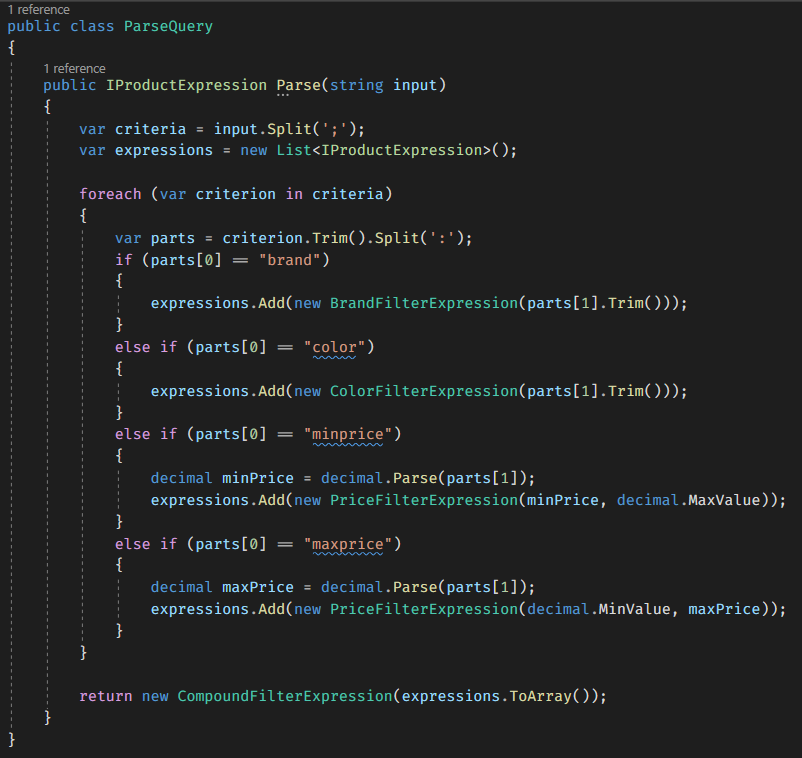 1 reference
public class ParseQuery
{
1 reference
public IProductExpression Parse(string input)
{
var criteria = input.Split(';');
var expressions = new List<IProductExpression>();
foreach (var criterion in criteria)
{
var parts = criterion.Trim().Split(':');
if (parts[0] == "brand")
{
expressions.Add(new BrandFilterExpression(parts[1].Trim()));
}
else if (parts[0] == "color")
{
expressions.Add(new ColorFilterExpression(parts[1].Trim()));
}
else if (parts[0] == "minprice")
{
decimal minPrice = decimal.Parse(parts[1]);
expressions.Add(new PriceFilterExpression(minPrice, decimal.MaxValue));
}
else if (parts[0] == "maxprice")
{
decimal maxPrice = decimal.Parse(parts[1]);
expressions.Add(new PriceFilterExpression(decimal.MinValue, maxPrice));
}
}
return new CompoundFilterExpression(expressions.ToArray());
}
}